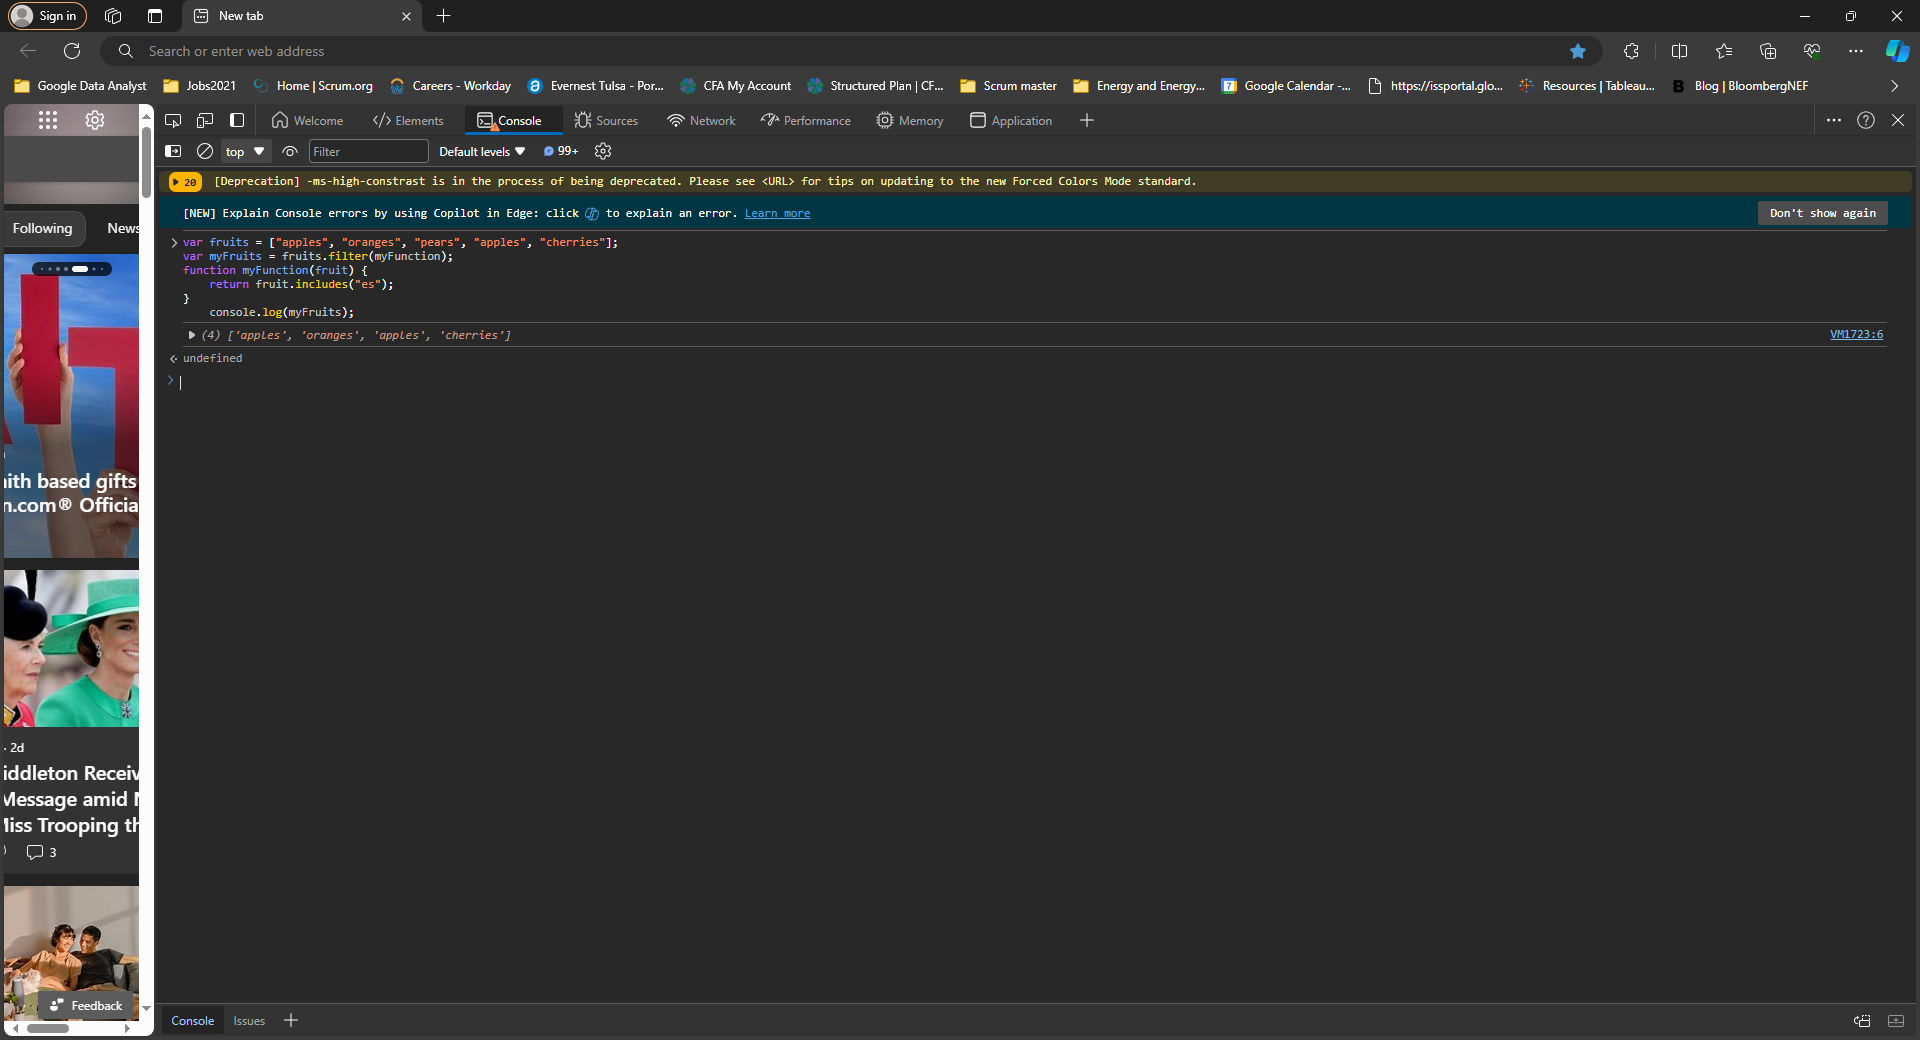 Sign in
New tab
Search or enter web address
Google Data Analyst
Jobs2021
Home | Scrum.org
Careers - Workday
Evernest Tulsa - Por...
CFA My Account
Structured Plan | CF...
Scrum master
Energy and Energy...
7
Google Calendar -...
https://issportal.glo...
Resources | Tableau...
B
Blog | BloombergNEF
Welcome
Elements
Console
Sources
Network
Performance
Memory
Application
top
Filter
Default levels
99+
20
[Deprecation] -ms-high-constrast is in the process of being deprecated. Please see <URL> for tips on updating to the new Forced Colors Mode standard.
[NEW] Explain Console errors by using Copilot in Edge: click to explain an error. Learn more
Don't show again
var fruits = ["apples", "oranges", "pears", "apples", "cherries"];
var myFruits = fruits.filter(myFunction);
function myFunction(fruit) {
return fruit.includes("es");
}
console.log(myFruits);
(4) ['apples', 'oranges', 'apples', 'cherries']
VM1723:6
undefined
Following
News
aith based gifts
n.com® Officia
· 2d
iddleton Receiv
Message amid
Miss Trooping th
3
Feedback
Console
Issues